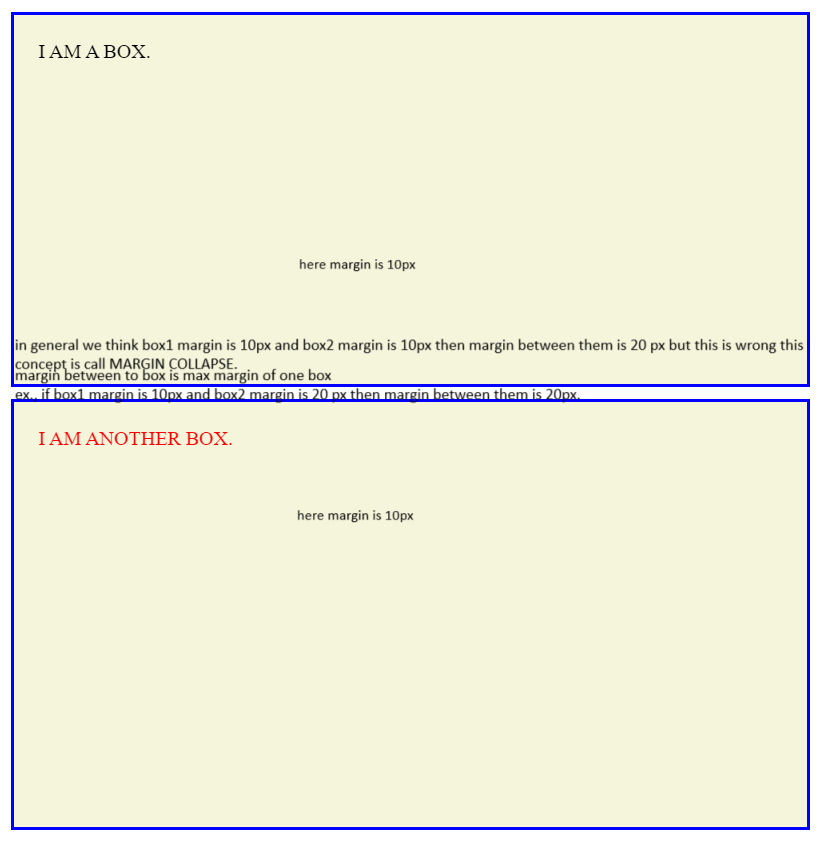 I AM A BOX.
here margin is 10px
in general we think box1 margin is 10px and box2 margin is 10px then margin between them is 20 px but this is wrong this
concept is call MARGIN COLLAPSE.
margin between to box is max margin of one box
ex., if box1 margin is 10px and box2 margin is 20 px then margin between them is 20px.
I AM ANOTHER BOX.
here margin is 10px